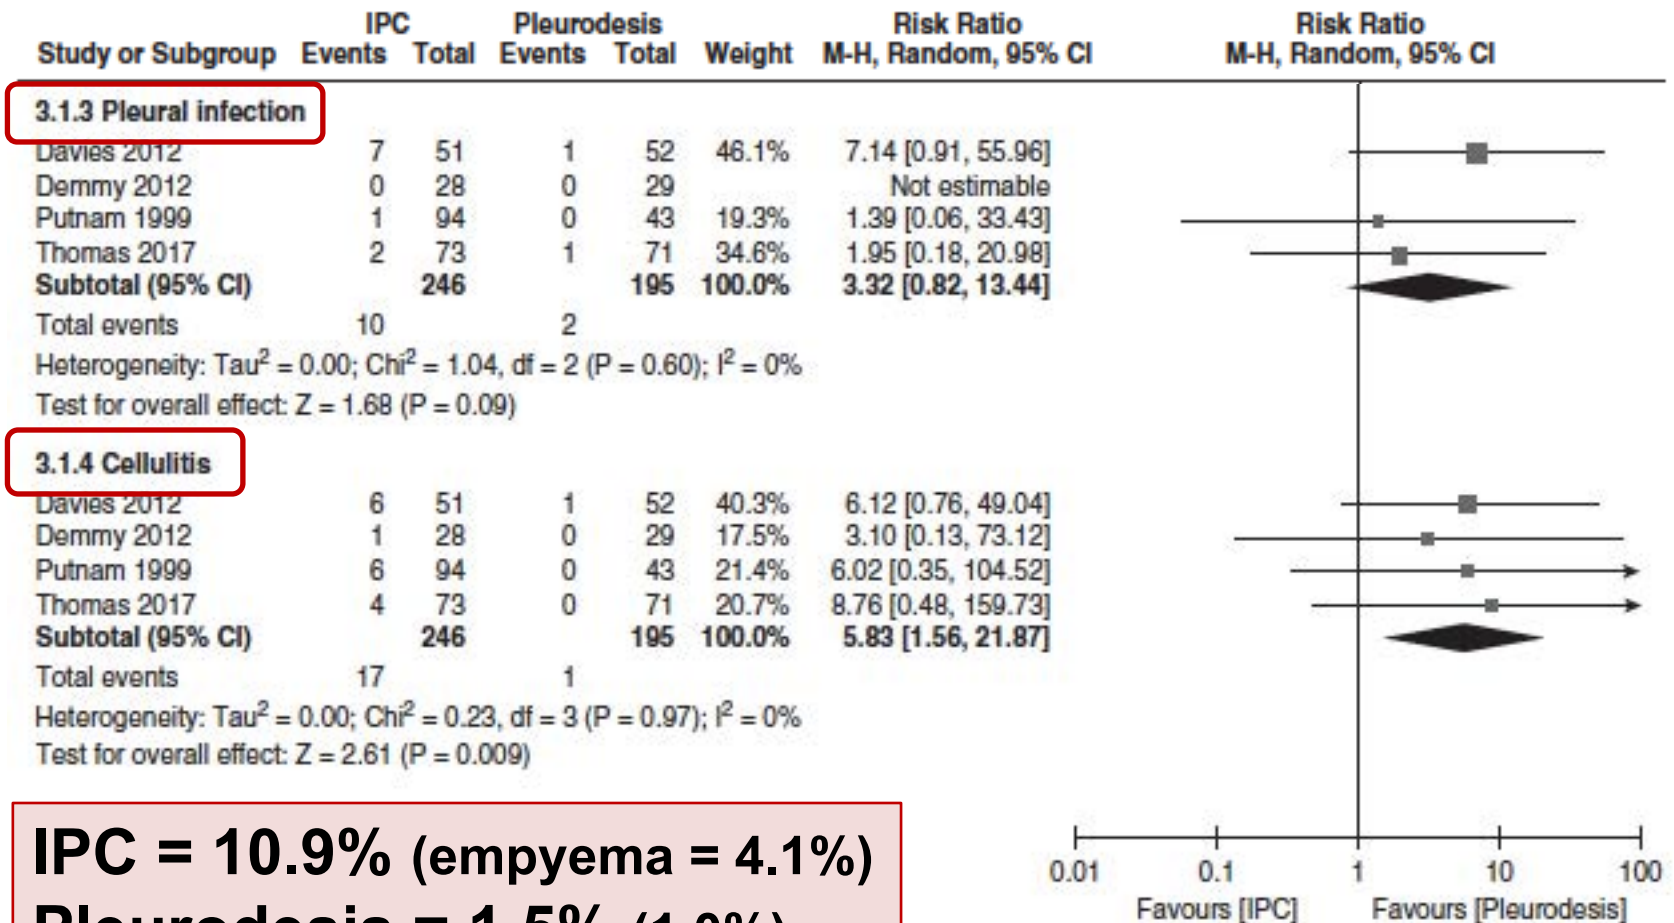 IPC Pleurodesis Risk Ratio Risk Ratio
Study or Subgroup Events Total Events Total Weight M-H, Random, 95% CI M-H, Random, 95% CI
3.1.3 Pleural infection
Davies 2012 7 51 1 52 46.1% 7.14 [0.91, 55.96]
Demmy 2012 0 28 0 29 Not estimable
Putnam 1999 1 94 0 43 19.3% 1.39 [0.06, 33.43]
Thomas 2017 2 73 1 71 34.6% 1.95 [0.18, 20.98]
Subtotal (95% CI) 246 195 100.0% 3.32 [0.82, 13.44]
Total events 10 2
Heterogeneity: Tau² = 0.00; Chi² = 1.04, df = 2 (P = 0.60); I² = 0%
Test for overall effect: Z = 1.68 (P = 0.09)
3.1.4 Cellulitis
Davies 2012 6 51 1 52 40.3% 6.12 [0.76, 49.04]
Demmy 2012 1 28 0 29 17.5% 3.10 [0.13, 73.12]
Putnam 1999 6 94 0 43 21.4% 6.02 [0.35, 104.52]
Thomas 2017 4 73 0 71 20.7% 8.76 [0.48, 159.73]
Subtotal (95% CI) 246 195 100.0% 5.83 [1.56, 21.87]
Total events 17 1
Heterogeneity: Tau² = 0.00; Chi² = 0.23, df = 3 (P = 0.97); I² = 0%
Test for overall effect: Z = 2.61 (P = 0.009)
IPC = 10.9% (empyema = 4.1%)
Pleurodesis = 1.5% (1.0%)
0.01 0.1 1 10 100
Favours [IPC] Favours [Pleurodesis]